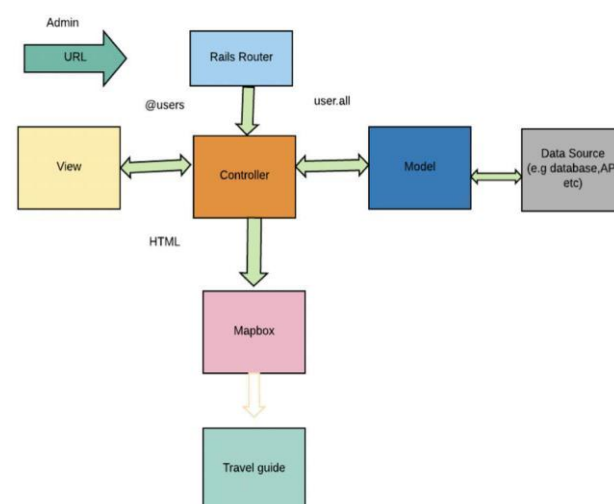 Admin
URL
Rails Router
@users
user.all
View
Controller
Model
Data Source
(e.g database,AP
etc)
HTML
Mapbox
Travel guide